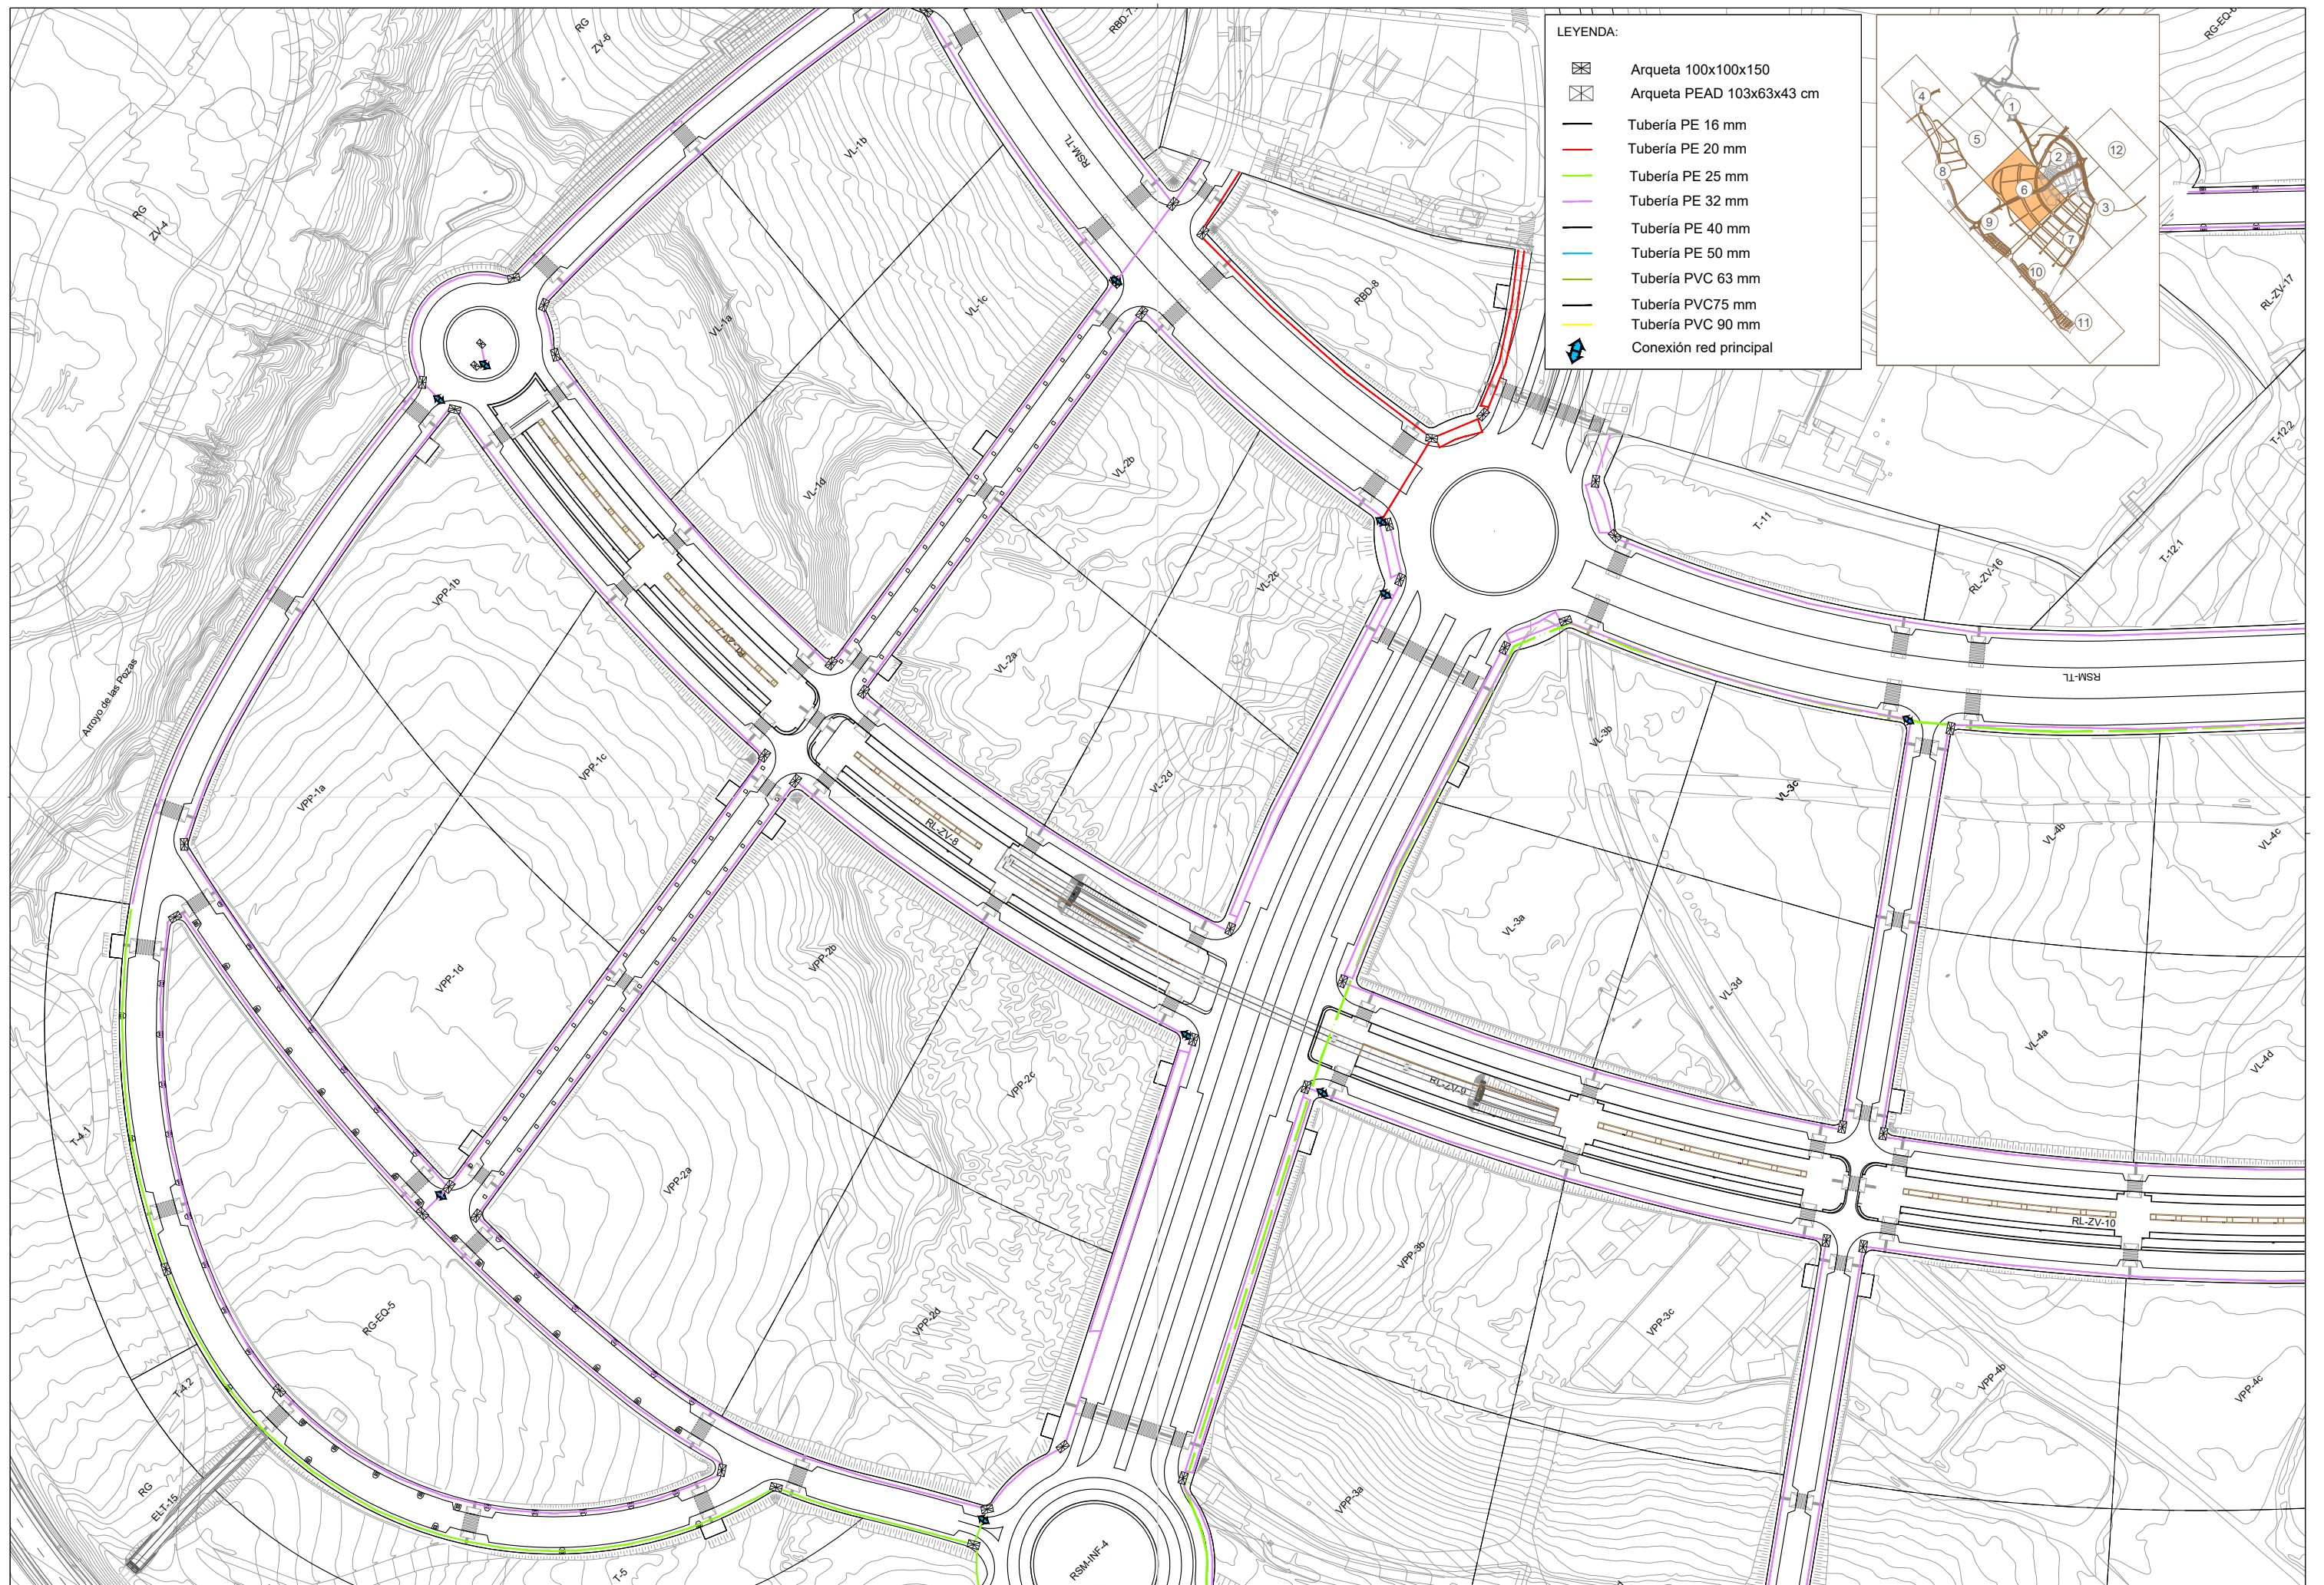 LEYENDA:
Arqueta 100x100x150
Arqueta PEAD 103x63x43 cm
Tubería PE 16 mm
Tubería PE 20 mm
Tubería PE 25 mm
Tubería PE 32 mm
Tubería PE 40 mm
Tubería PE 50 mm
Tubería PVC 63 mm
Tubería PVC75 mm
Tubería PVC 90 mm
Conexión red principal
4
1
5
2
12
8
6
3
9
7
10
11
RG
ZV-6
RG
ZV-4
VL-1b
RSM-TL
VL-1a
VL-1c
RBD-8
VL-1d
VL-2b
RL-ZV-17
T-12.2
T-11
T-12.1
RL-ZV-16
VL-2c
VPP-1b
VPP-1c
RL-ZV-7
VL-2a
Arroyo de las Pozas
RSM-TL
VL-3b
VPP-1a
VL-2d
VL-3c
RL-ZV-8
VL-4b
VL-4c
VPP-1d
VPP-2b
VL-3a
VL-3d
VL-4a
VL-4d
VPP-2c
RL-ZV-9
T-4.1
VPP-2a
RL-ZV-10
VPP-3b
RG-EQ-5
VPP-2d
VPP-3c
T-4.2
VPP-4b
VPP-4c
RG
ELT-15
VPP-3a
RSM-INF-4
T-5